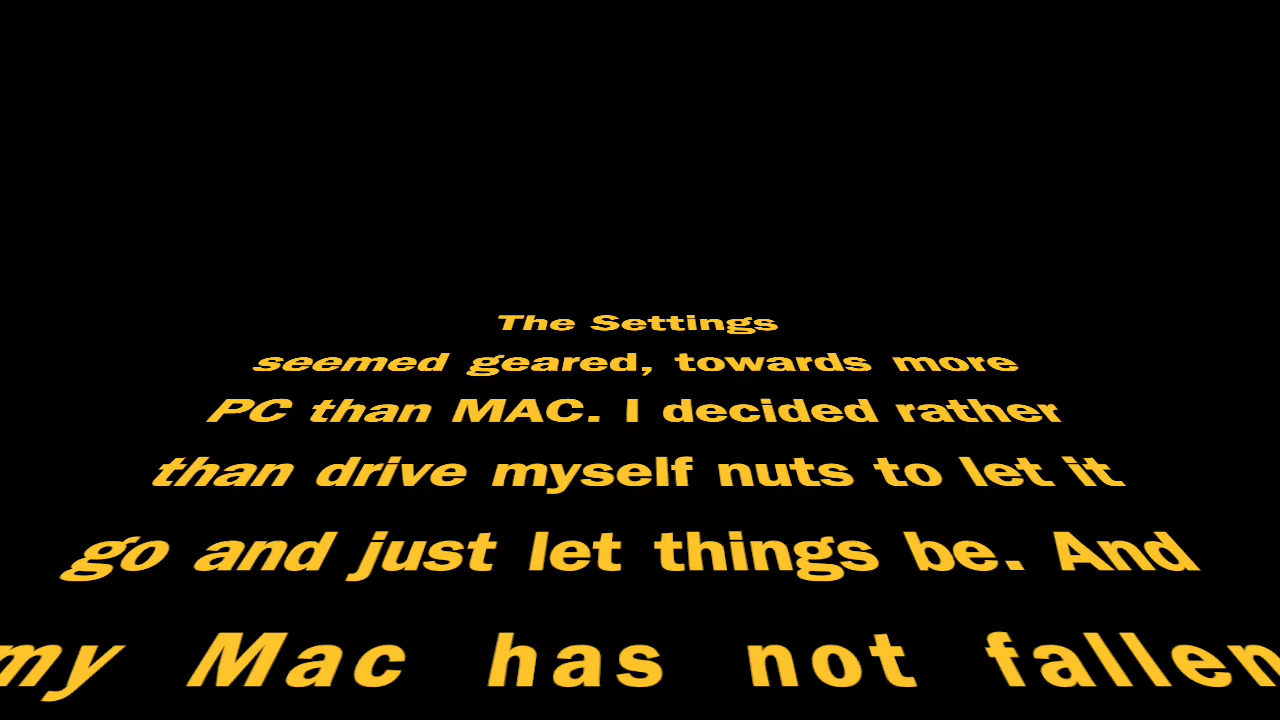 The Settings
seemed geared, towards more
PC than MAC. I decided rather
than drive myself nuts to let it
go and just let things be. And
my Mac has not fallen